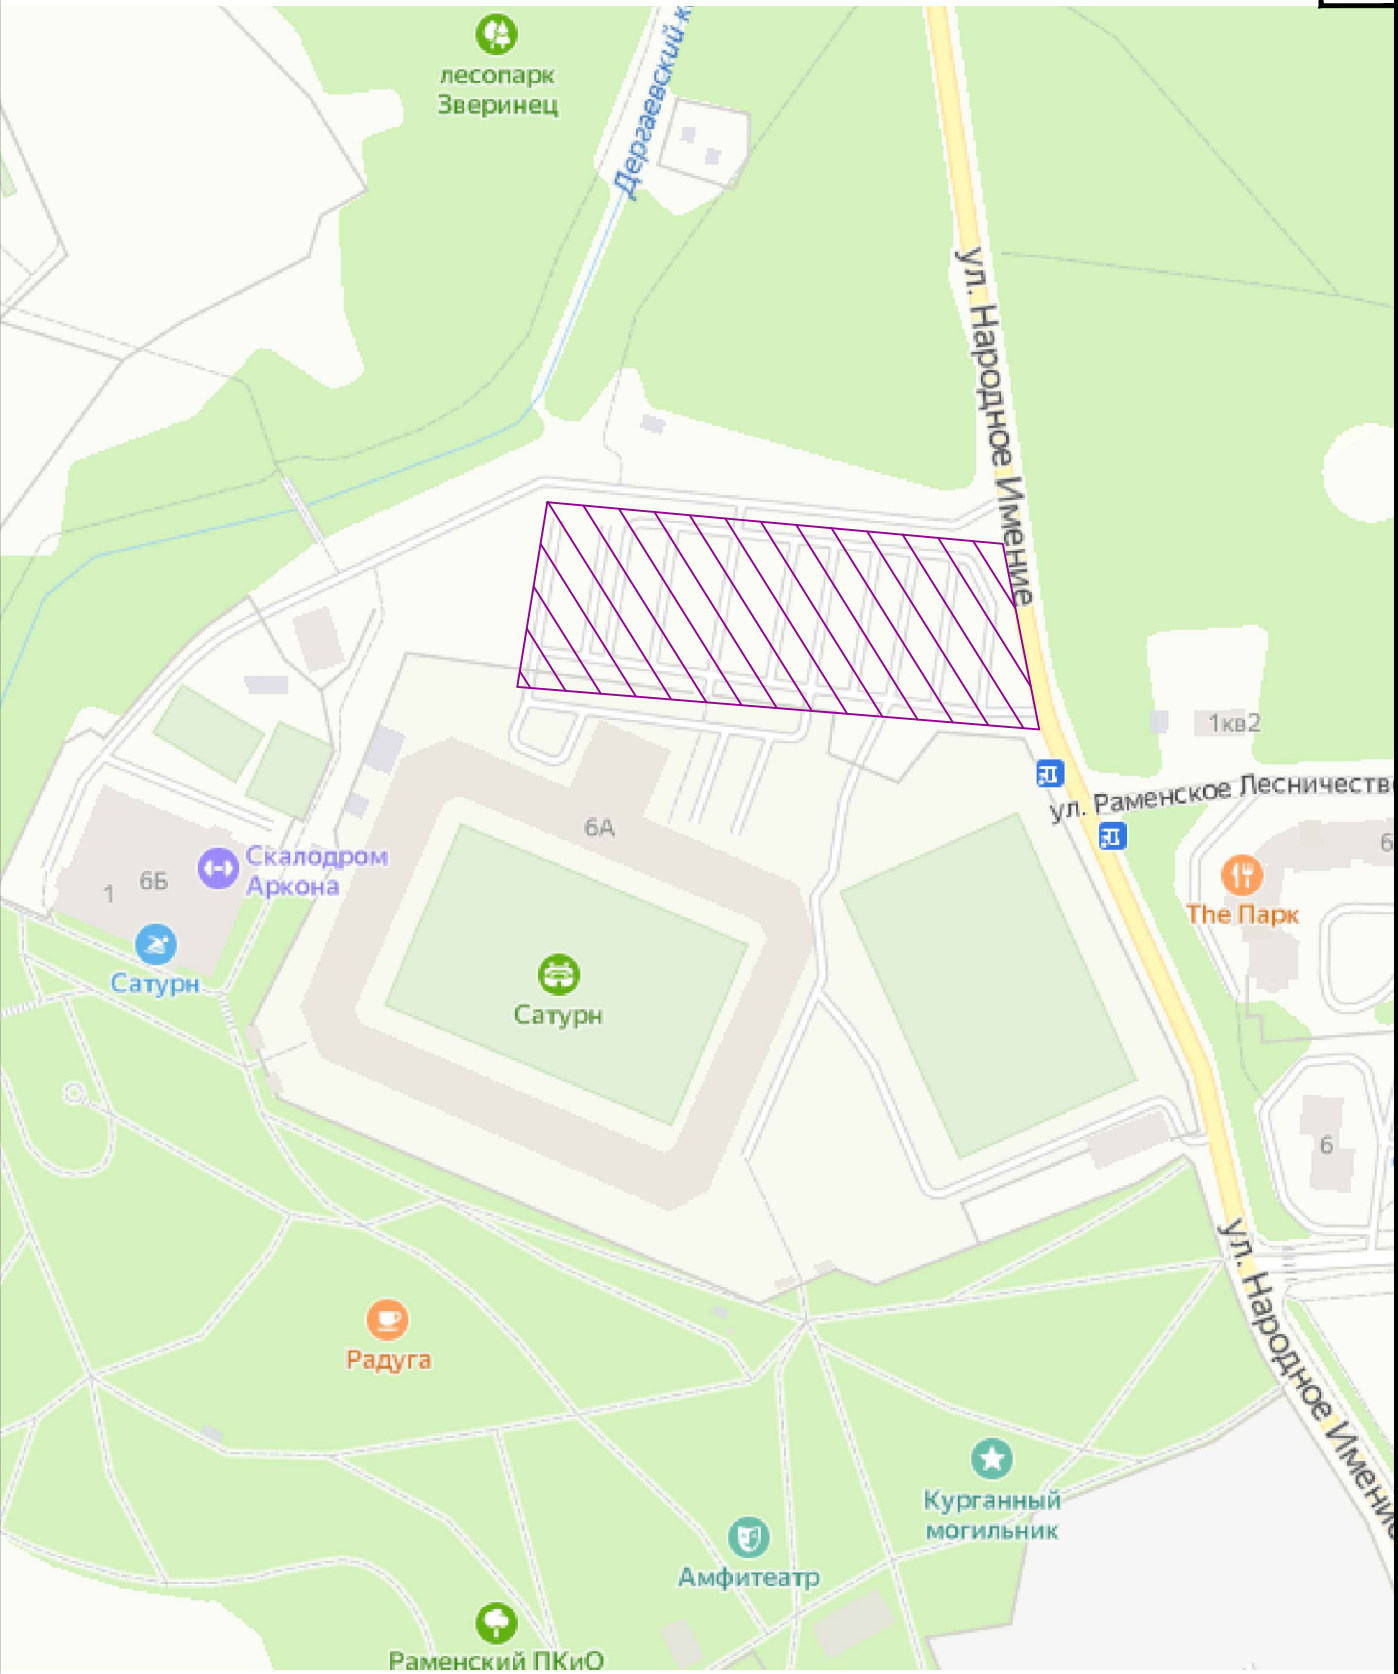 лесопарк
Зверинец
Дергаевский к
ул. Народное Имение
1кв2
ул. Раменское Лесничеств
6А
6
Скалодром
Аркона
1
6Б
The Парк
Сатурн
Сатурн
6
ул. Народное Имени
Радуга
Курганный
могильник
Амфитеатр
Раменский ПКиО